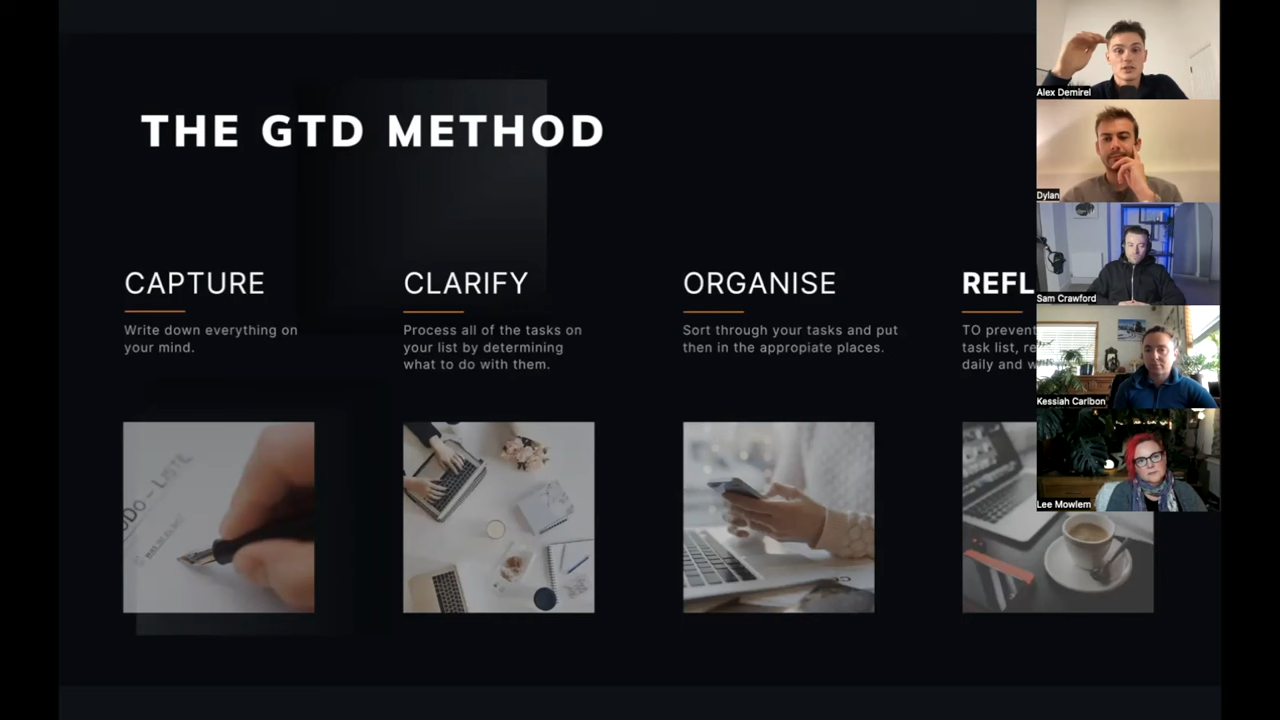 THE GTD METHOD
CAPTURE
Write down everything on
your mind.
CLARIFY
Process all of the tasks on
your list by determining
what to do with them.
ORGANISE
Sort through your tasks and put
then in the appropiate places.
REFL
TO prevent
task list, re
daily and w
Alex Demirel
Dylan
Sam Crawford
Kessiah Carlbon
Lee Mowlem